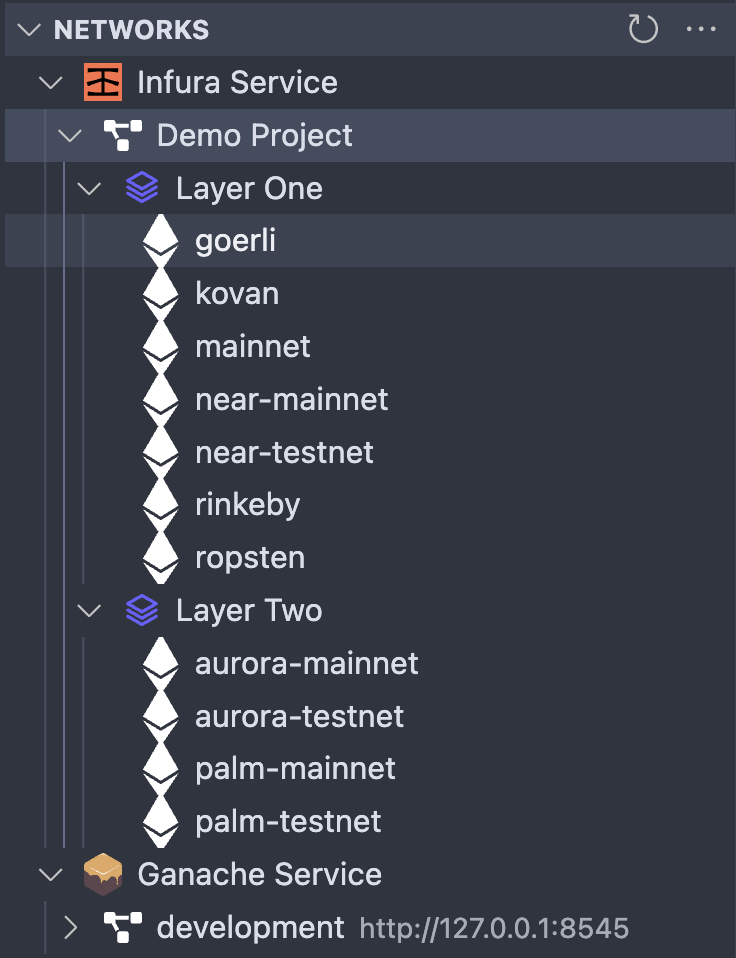 NETWORKS
Infura Service
Demo Project
Layer One
goerli
kovan
mainnet
near-mainnet
near-testnet
rinkeby
ropsten
Layer Two
aurora-mainnet
aurora-testnet
palm-mainnet
palm-testnet
Ganache Service
development http://127.0.0.1:8545